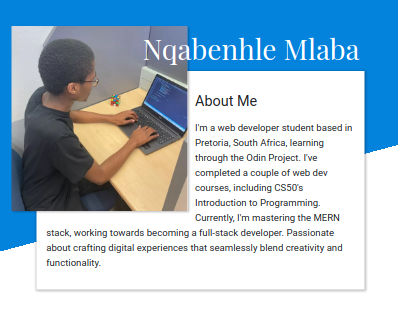 Nqabenhle Mlaba
About Me
I'm a web developer student based in
Pretoria, South Africa, learning
through the Odin Project. I've
completed a couple of web dev
courses, including CS50's
Introduction to Programming.
Currently, I'm mastering the MERN
stack, working towards becoming a full-stack developer. Passionate
about crafting digital experiences that seamlessly blend creativity and
functionality.